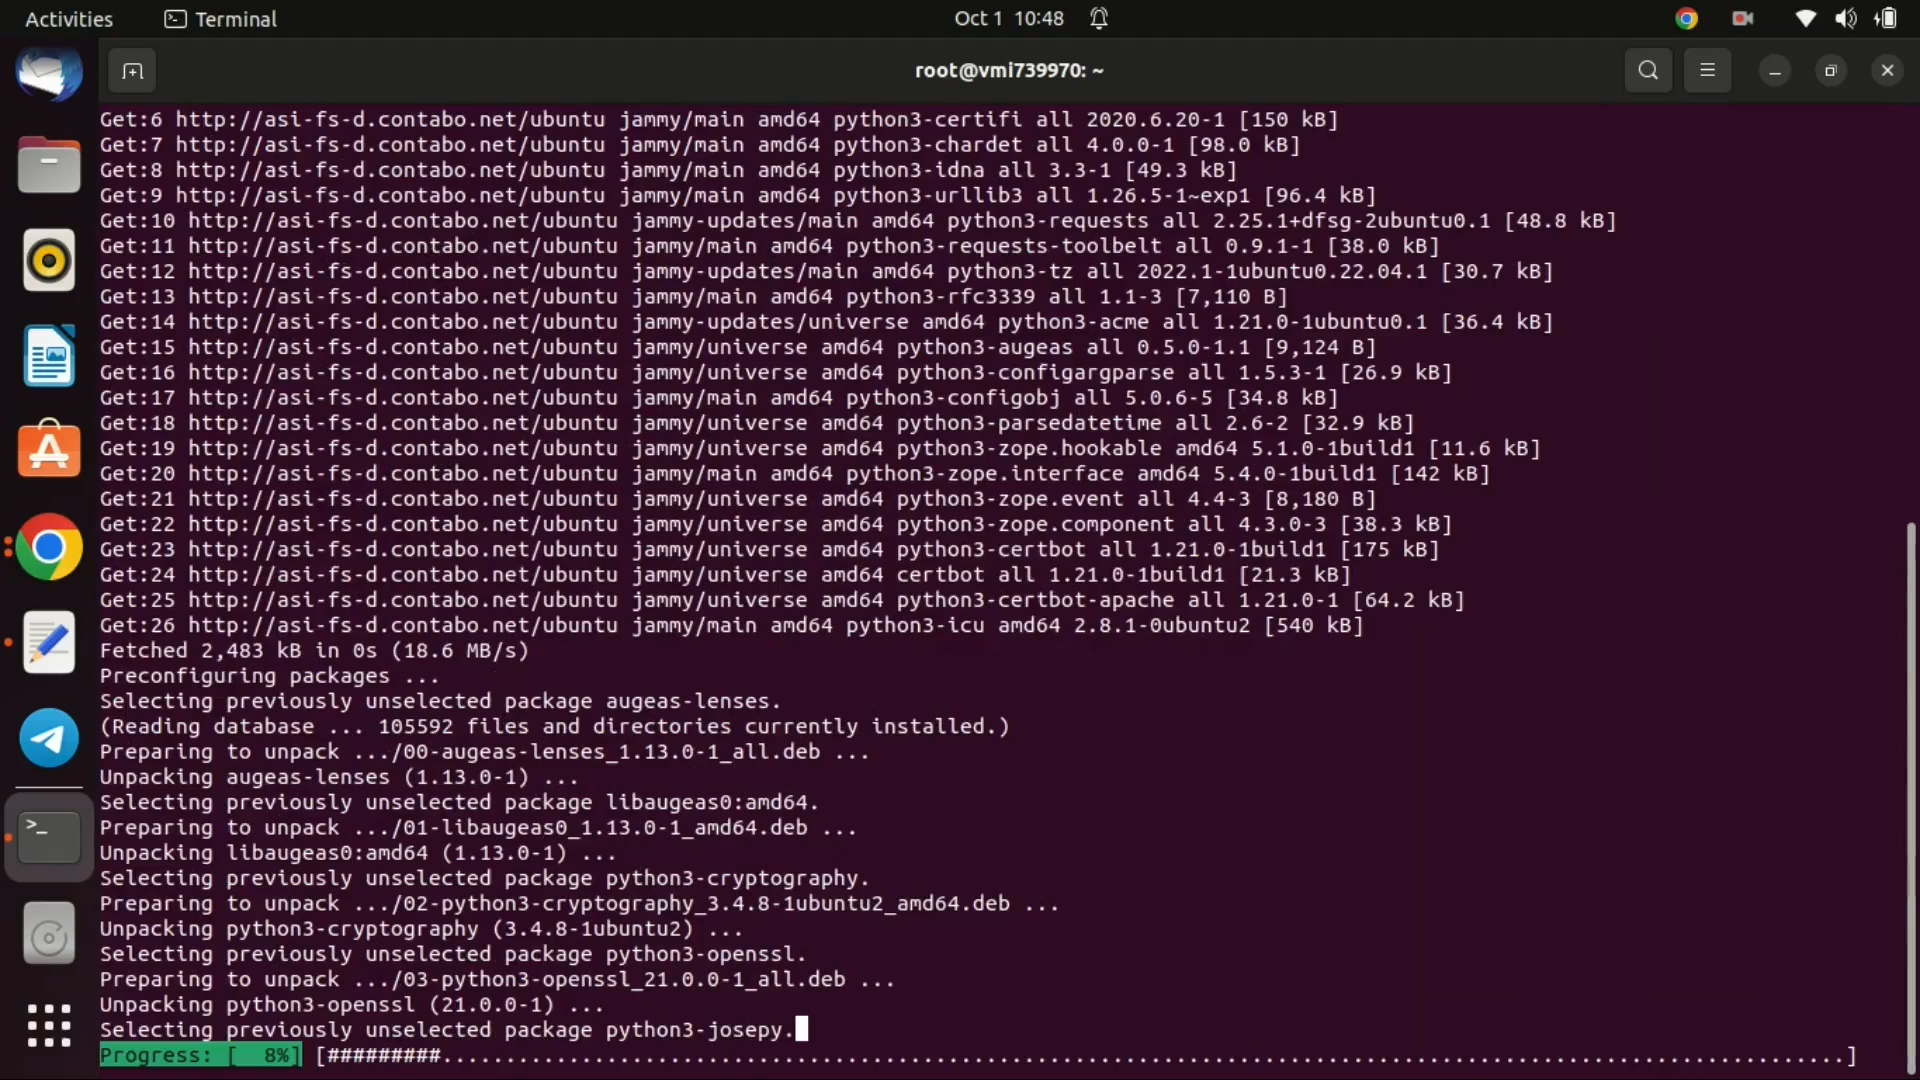 Activities
Terminal
Oct 1 10:48
root@vmi739970: ~
Get:6 http://asi-fs-d.contabo.net/ubuntu jammy/main amd64 python3-certifi all 2020.6.20-1 [150 kB]
Get:7 http://asi-fs-d.contabo.net/ubuntu jammy/main amd64 python3-chardet all 4.0.0-1 [98.0 kB]
Get:8 http://asi-fs-d.contabo.net/ubuntu jammy/main amd64 python3-idna all 3.3-1 [49.3 kB]
Get:9 http://asi-fs-d.contabo.net/ubuntu jammy/main amd64 python3-urllib3 all 1.26.5-1~exp1 [96.4 kB]
Get:10 http://asi-fs-d.contabo.net/ubuntu jammy-updates/main amd64 python3-requests all 2.25.1+dfsg-2ubuntu0.1 [48.8 kB]
Get:11 http://asi-fs-d.contabo.net/ubuntu jammy/main amd64 python3-requests-toolbelt all 0.9.1-1 [38.0 kB]
Get:12 http://asi-fs-d.contabo.net/ubuntu jammy-updates/main amd64 python3-tz all 2022.1-1ubuntu0.22.04.1 [30.7 kB]
Get:13 http://asi-fs-d.contabo.net/ubuntu jammy/main amd64 python3-rfc3339 all 1.1-3 [7,110 B]
Get:14 http://asi-fs-d.contabo.net/ubuntu jammy-updates/universe amd64 python3-acme all 1.21.0-1ubuntu0.1 [36.4 kB]
Get:15 http://asi-fs-d.contabo.net/ubuntu jammy/universe amd64 python3-augeas all 0.5.0-1.1 [9,124 B]
Get:16 http://asi-fs-d.contabo.net/ubuntu jammy/universe amd64 python3-configargparse all 1.5.3-1 [26.9 kB]
Get:17 http://asi-fs-d.contabo.net/ubuntu jammy/main amd64 python3-configobj all 5.0.6-5 [34.8 kB]
Get:18 http://asi-fs-d.contabo.net/ubuntu jammy/universe amd64 python3-parsedatetime all 2.6-2 [32.9 kB]
Get:19 http://asi-fs-d.contabo.net/ubuntu jammy/universe amd64 python3-zope.hookable amd64 5.1.0-1build1 [11.6 kB]
Get:20 http://asi-fs-d.contabo.net/ubuntu jammy/main amd64 python3-zope.interface amd64 5.4.0-1build1 [142 kB]
Get:21 http://asi-fs-d.contabo.net/ubuntu jammy/universe amd64 python3-zope.event all 4.4-3 [8,180 B]
Get:22 http://asi-fs-d.contabo.net/ubuntu jammy/universe amd64 python3-zope.component all 4.3.0-3 [38.3 kB]
Get:23 http://asi-fs-d.contabo.net/ubuntu jammy/universe amd64 python3-certbot all 1.21.0-1build1 [175 kB]
Get:24 http://asi-fs-d.contabo.net/ubuntu jammy/universe amd64 certbot all 1.21.0-1build1 [21.3 kB]
Get:25 http://asi-fs-d.contabo.net/ubuntu jammy/universe amd64 python3-certbot-apache all 1.21.0-1 [64.2 kB]
Get:26 http://asi-fs-d.contabo.net/ubuntu jammy/main amd64 python3-icu amd64 2.8.1-0ubuntu2 [540 kB]
Fetched 2,483 kB in 0s (18.6 MB/s)
Preconfiguring packages ...
Selecting previously unselected package augeas-lenses.
(Reading database ... 105592 files and directories currently installed.)
Preparing to unpack .../00-augeas-lenses_1.13.0-1_all.deb ...
Unpacking augeas-lenses (1.13.0-1) ...
Selecting previously unselected package libaugeas0:amd64.
Preparing to unpack .../01-libaugeas0_1.13.0-1_amd64.deb ...
Unpacking libaugeas0:amd64 (1.13.0-1) ...
Selecting previously unselected package python3-cryptography.
Preparing to unpack .../02-python3-cryptography_3.4.8-1ubuntu2_amd64.deb ...
Unpacking python3-cryptography (3.4.8-1ubuntu2) ...
Selecting previously unselected package python3-openssl.
Preparing to unpack .../03-python3-openssl_21.0.0-1_all.deb ...
Unpacking python3-openssl (21.0.0-1) ...
Selecting previously unselected package python3-josepy.
Progress: [  8%] [#########...............................................................................................................]